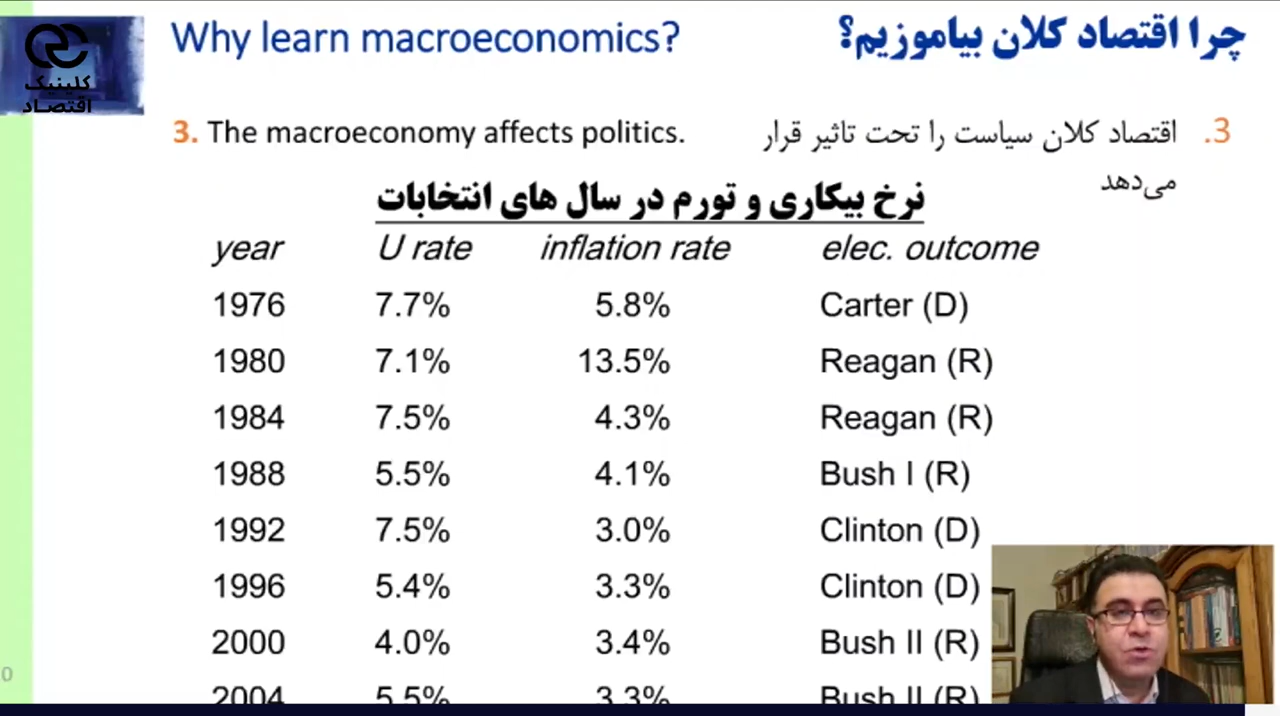 کلینیک
اقتصاد
Why learn macroeconomics?
چرا اقتصاد کلان بیاموزیم؟
3. The macroeconomy affects politics.
3. اقتصاد کلان سیاست را تحت تاثیر قرار
می‌دهد
نرخ بیکاری و تورم در سال های انتخابات
year U rate inflation rate elec. outcome
1976 7.7% 5.8% Carter (D)
1980 7.1% 13.5% Reagan (R)
1984 7.5% 4.3% Reagan (R)
1988 5.5% 4.1% Bush I (R)
1992 7.5% 3.0% Clinton (D)
1996 5.4% 3.3% Clinton (D)
2000 4.0% 3.4% Bush II (R)
2004 5.5% 3.3% Bush II (R)
0